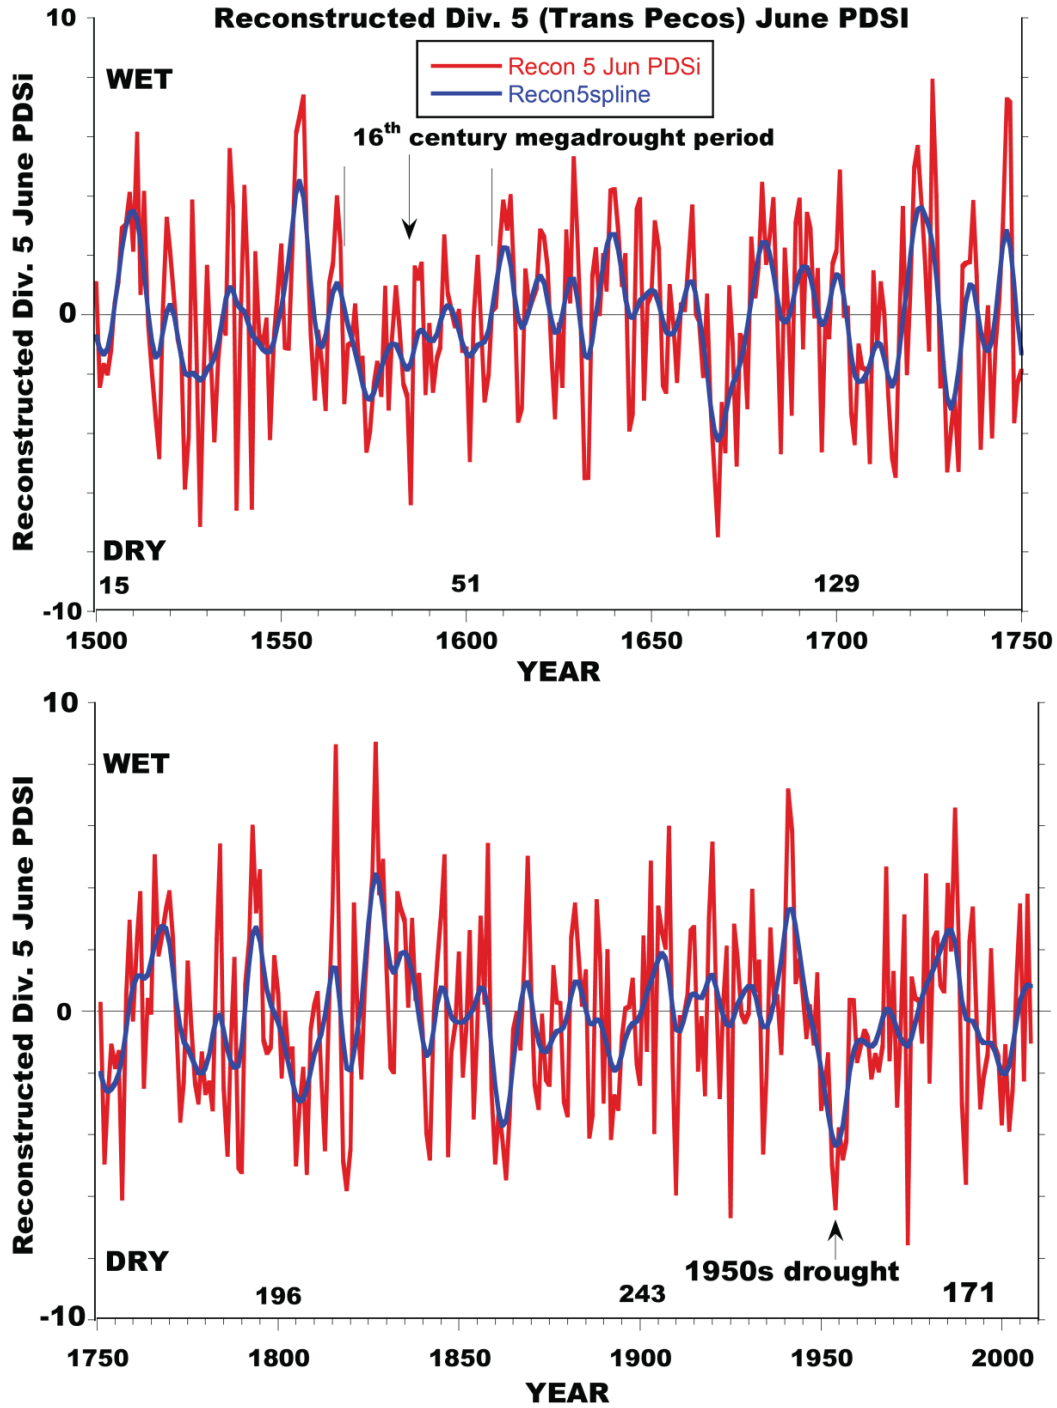 Reconstructed Div. 5 (Trans Pecos) June PDSI
10
WET
Recon 5 Jun PDSi
Recon5spline
16th century megadrought period
Reconstructed Div. 5 June PDSi
0
DRY
15
51
129
-10
1500
1550
1600
1650
1700
1750
YEAR
10
WET
Reconstructed Div. 5 June PDSI
0
DRY
1950s drought
196
243
171
-10
1750
1800
1850
1900
1950
2000
YEAR